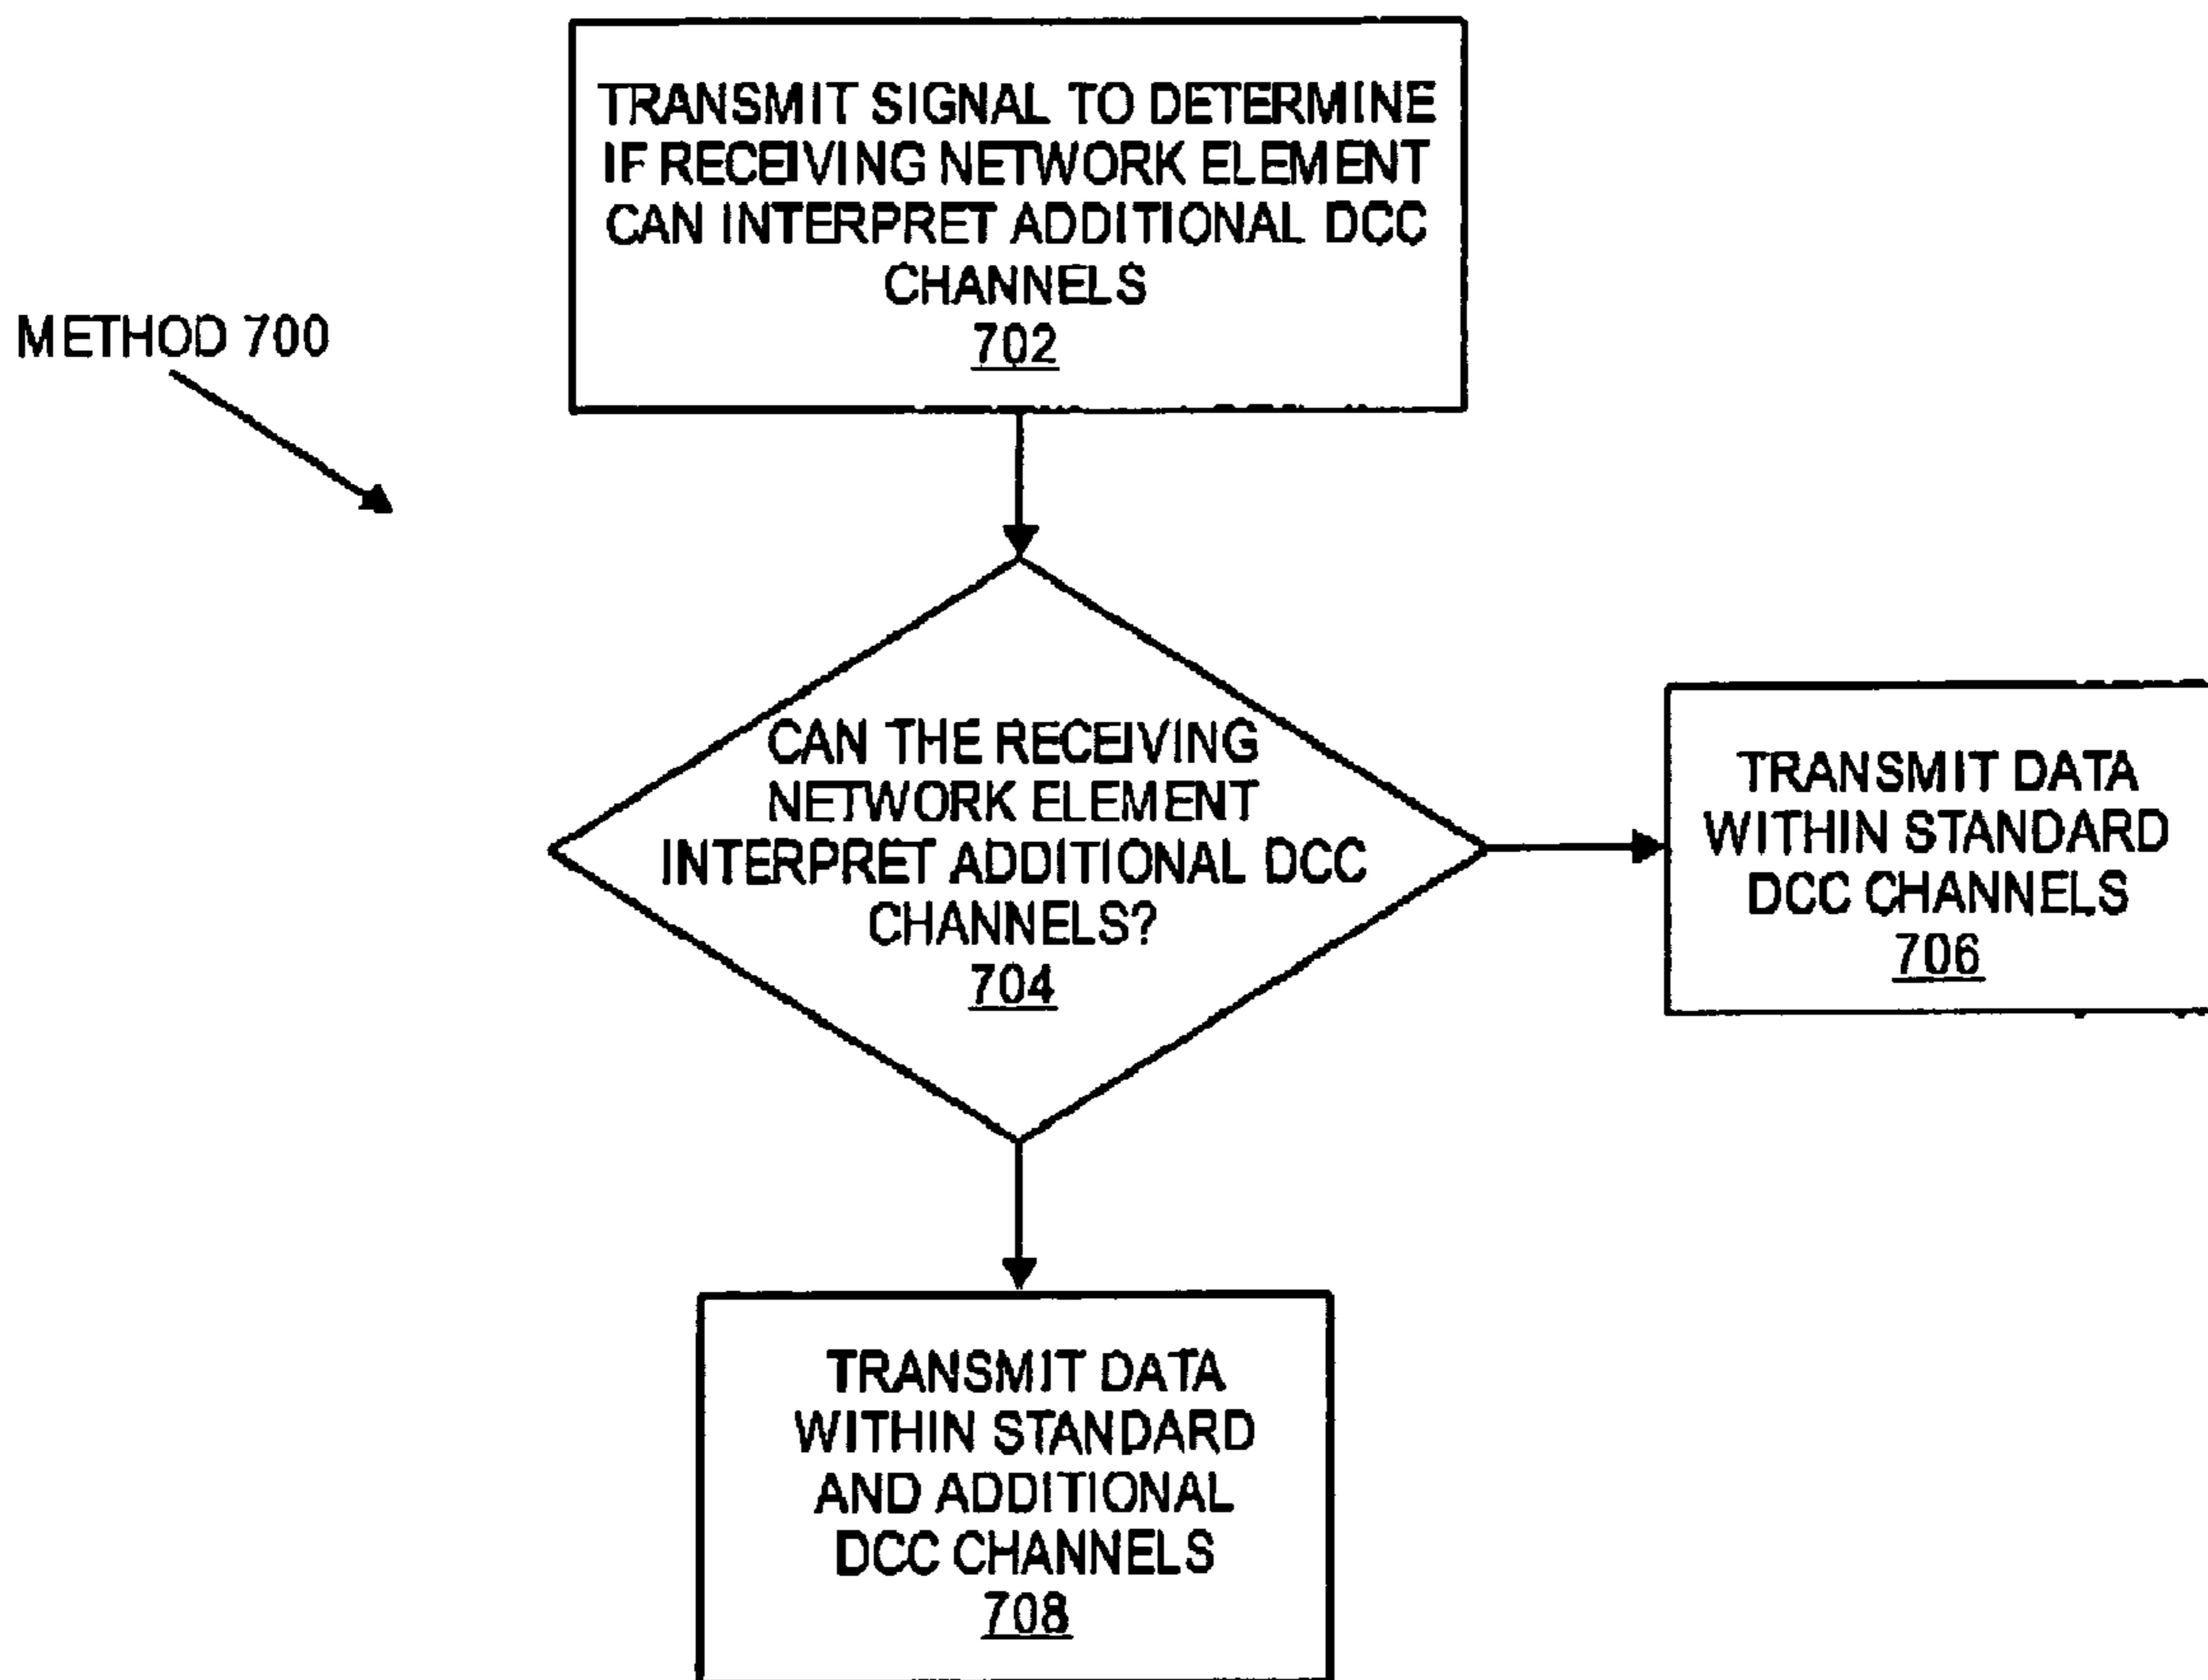 TRANSMIT SIGNAL TO DETERMINE
IF RECEIVING NETWORK ELEMENT
CAN INTERPRET ADDITIONAL DCC
CHANNELS
702
METHOD 700
CAN THE RECEIVING
NETWORK ELEMENT
INTERPRET ADDITIONAL DCC
CHANNELS?
704
TRANSMIT DATA
WITHIN STANDARD
DCC CHANNELS
706
TRANSMIT DATA
WITHIN STANDARD
AND ADDITIONAL
DCC CHANNELS
708